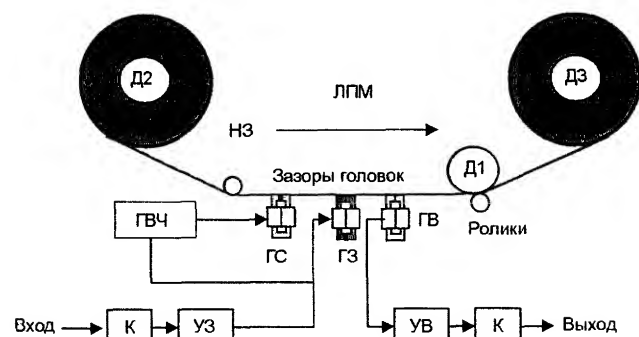 Д2
Д3
ЛПМ
НЗ
Зазоры головок
Д1
ГВЧ
ГС
ГЗ
ГВ
Ролики
Вход
К
УЗ
УВ
К
Выход